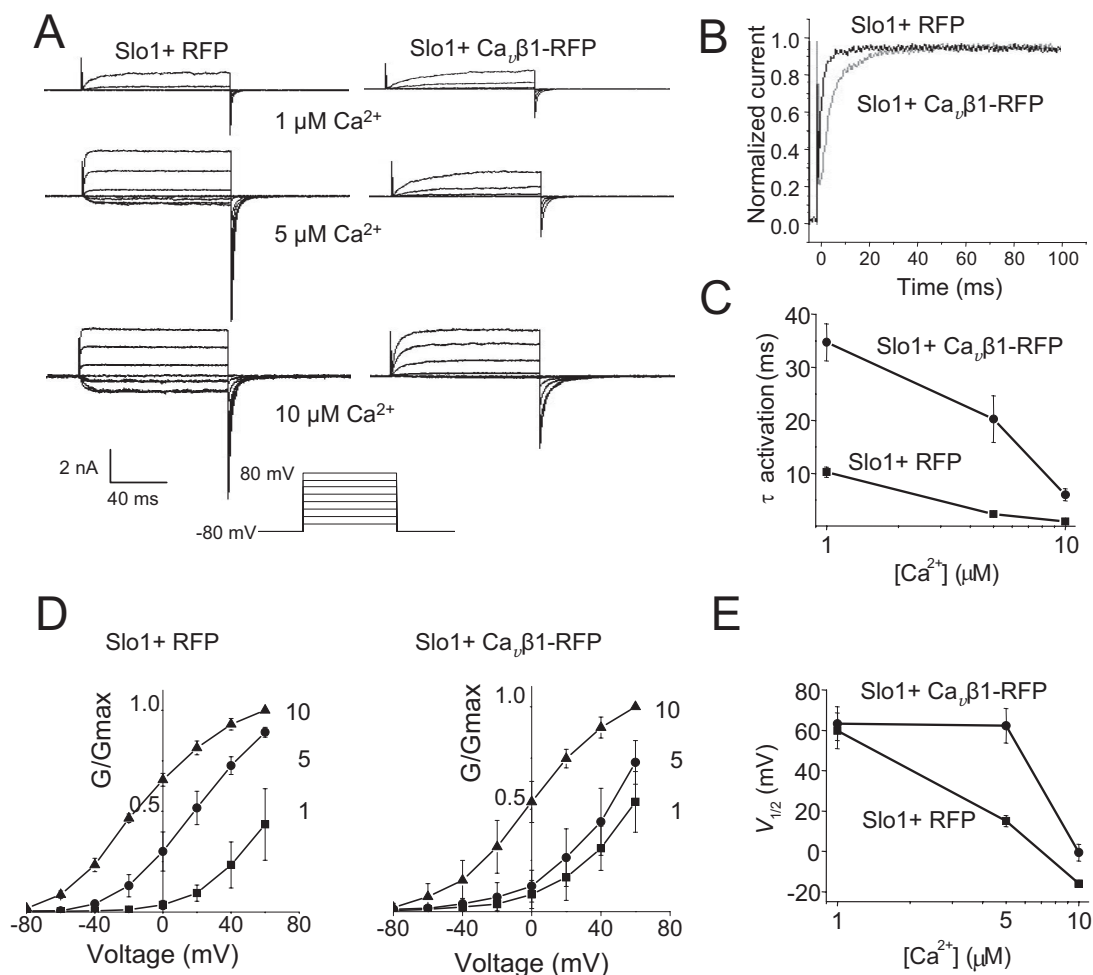 A
Slo1+ RFP
Slo1+ Caᵥβ1-RFP
1 µM Ca²⁺
5 µM Ca²⁺
10 µM Ca²⁺
2 nA
40 ms
80 mV
-80 mV
B
Slo1+ RFP
Slo1+ Caᵥβ1-RFP
Normalized current
1.0
0.8
0.6
0.4
0.2
0.0
0 20 40 60 80 100
Time (ms)
C
Slo1+ Caᵥβ1-RFP
Slo1+ RFP
τ activation (ms)
40
30
20
10
1 10
[Ca²⁺] (µM)
D
Slo1+ RFP
G/Gmax
1.0
0.5
10
5
1
-80 -40 0 40 80
Voltage (mV)
Slo1+ Caᵥβ1-RFP
G/Gmax
1.0
0.5
10
5
1
-80 -40 0 40 80
Voltage (mV)
E
Slo1+ Caᵥβ1-RFP
Slo1+ RFP
V1/2 (mV)
80
60
40
20
0
-20
1 5 10
[Ca²⁺] (µM)